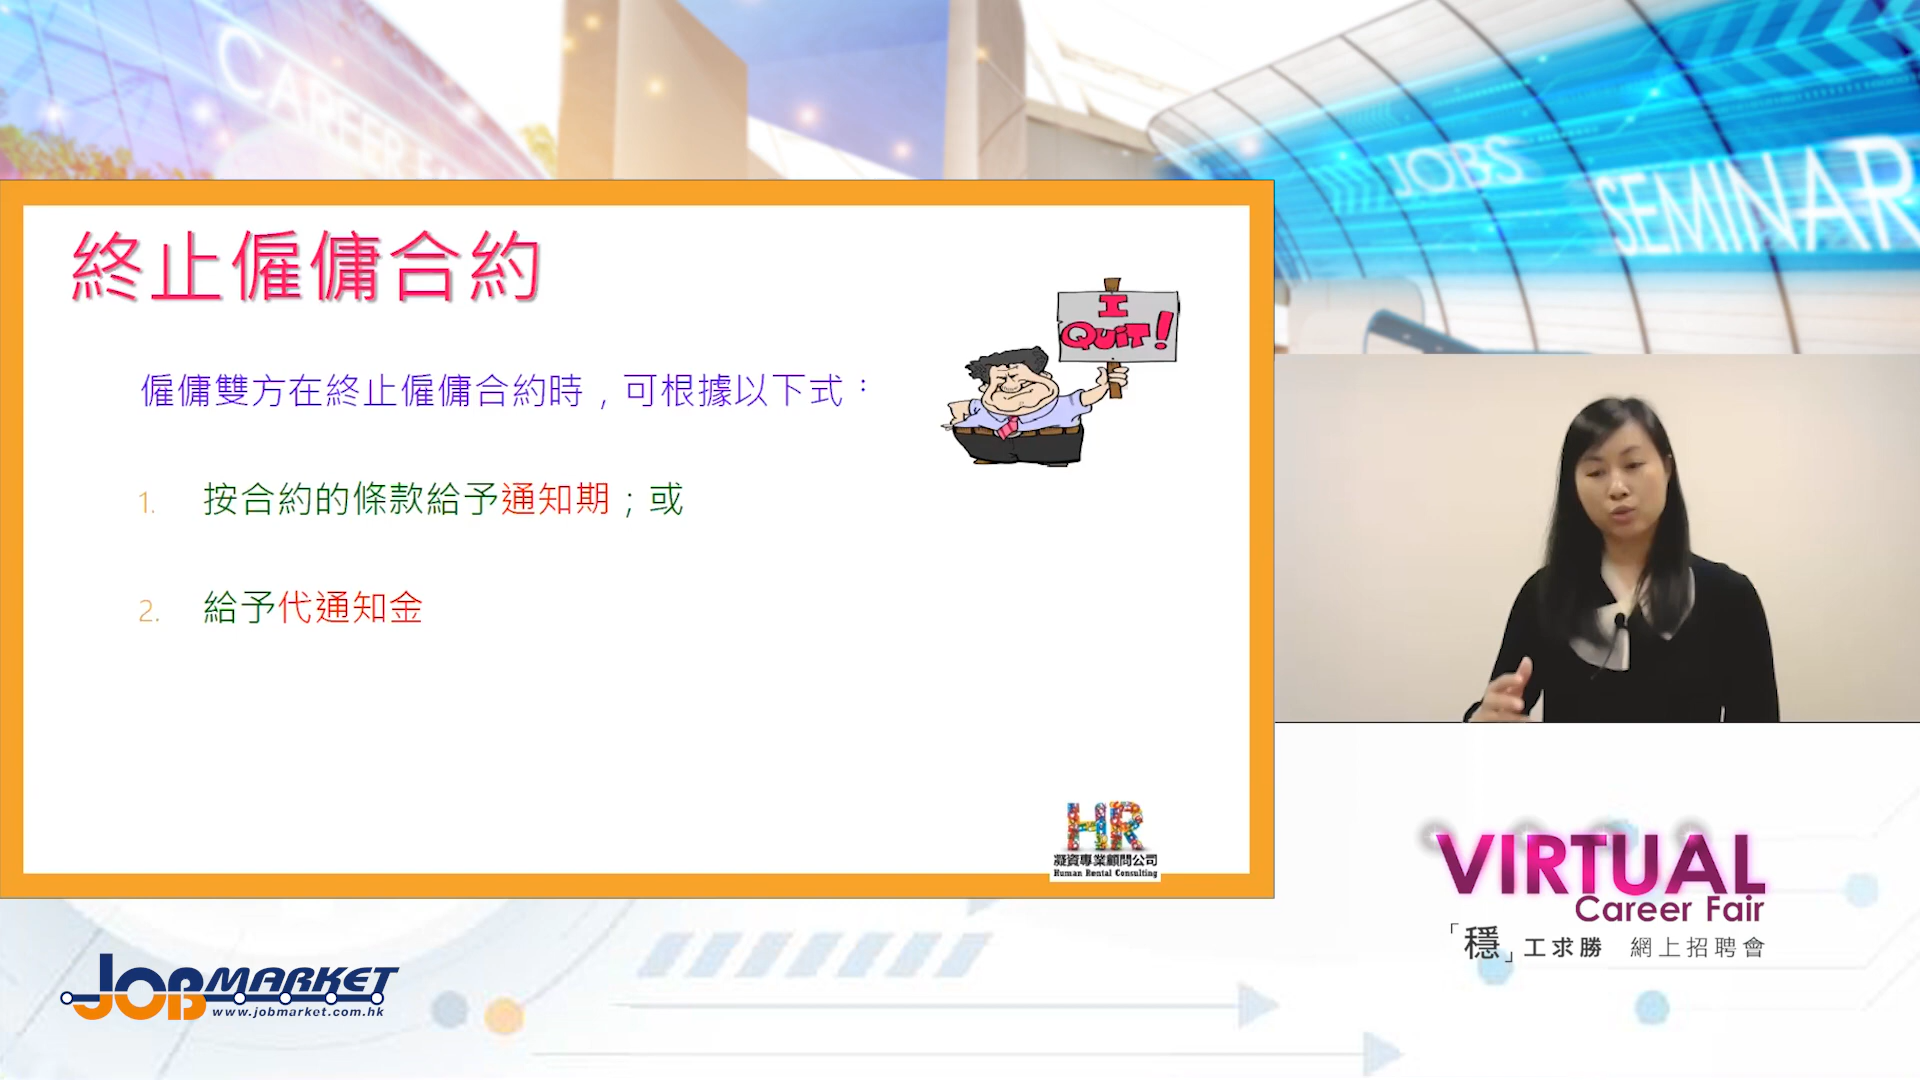 CAREER
JOBS
SEMINAR
終止僱傭合約
I
QUIT!
僱傭雙方在終止僱傭合約時，可根據以下式：
1. 按合約的條款給予通知期；或
2. 給予代通知金
HR
凝資專業顧問公司
Human Rental Consulting
VIRTUAL
Career Fair
「穩」工求勝 網上招聘會
JOB MARKET
www.jobmarket.com.hk